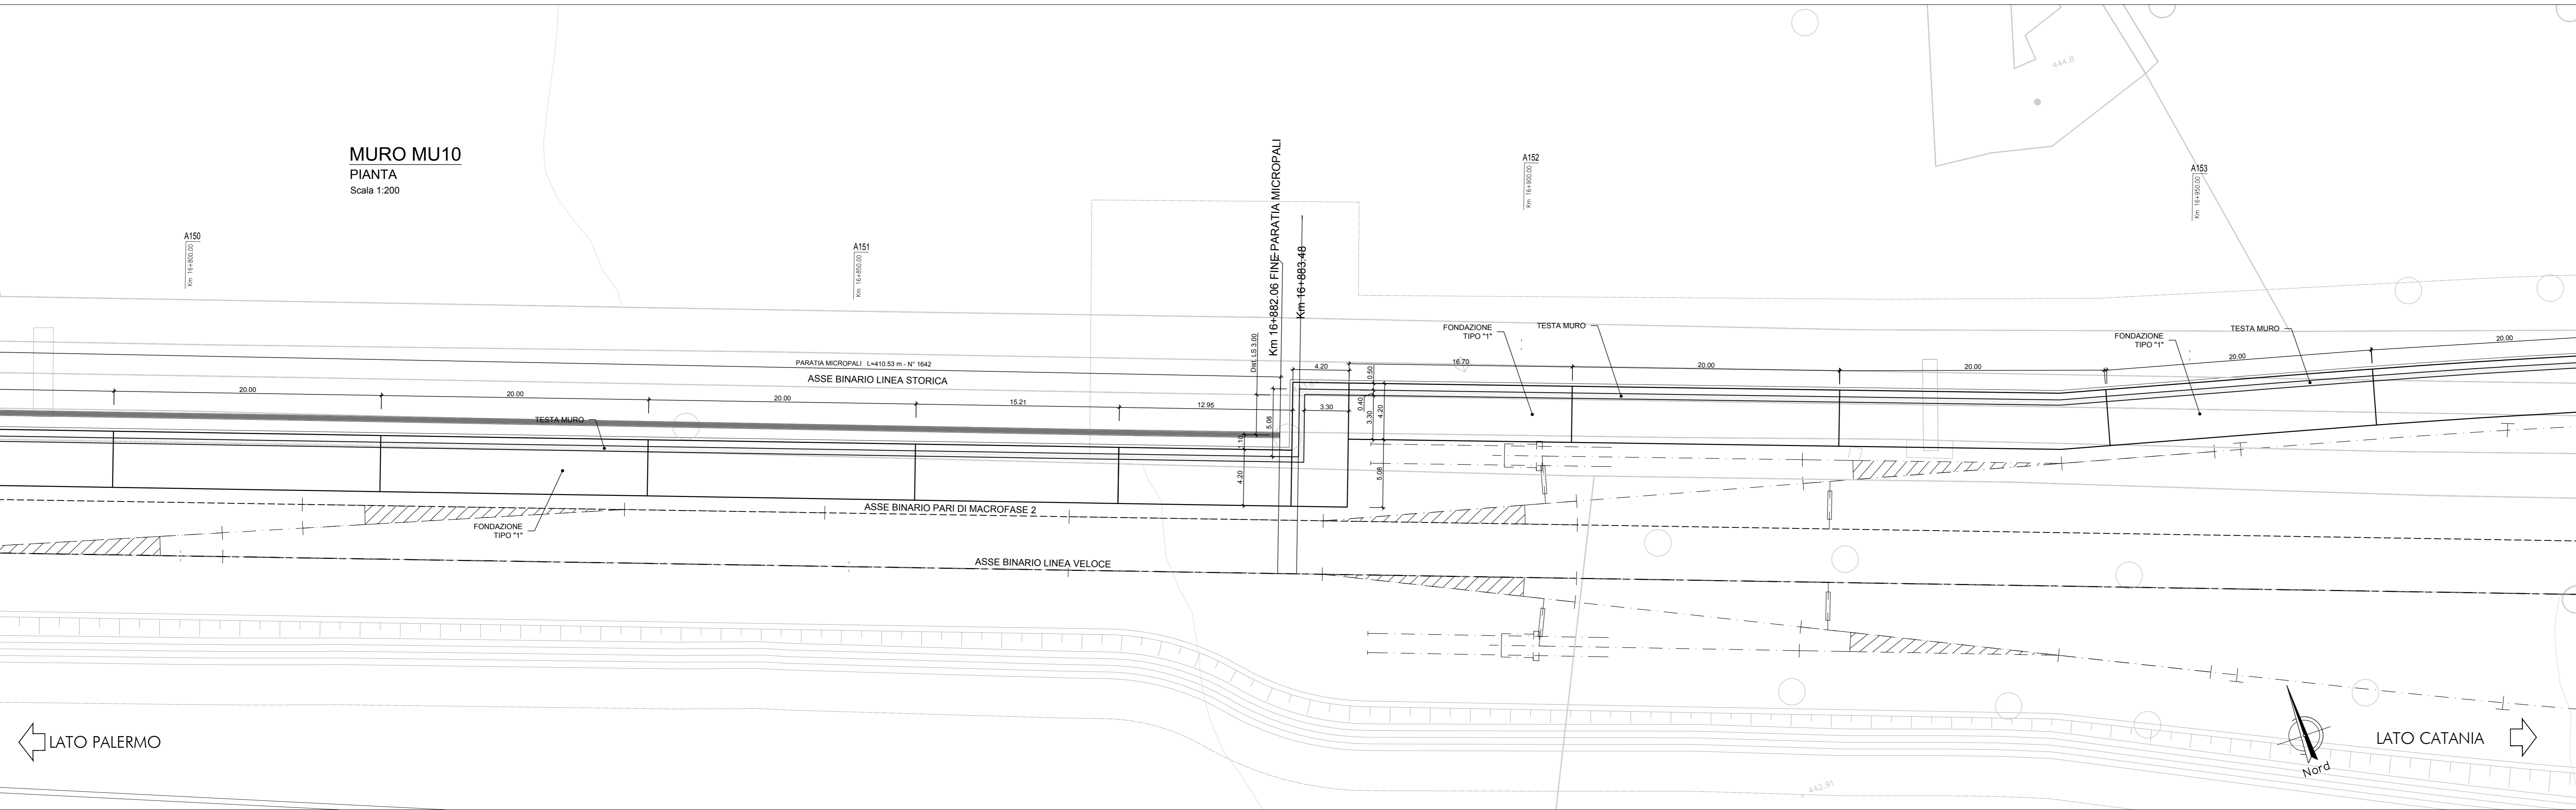 MURO MU10
PIANTA
Scala 1:200
A150
Km 16+800.00
A151
Km 16+850.00
Km 16+882.06 FINE PARATIA MICROPALI
Km 16+883.48
A152
Km 16+900.00
A153
Km 16+950.00
444.8
PARATIA MICROPALI L=410.53 m - N° 1642
ASSE BINARIO LINEA STORICA
Dist. LS 3.00
20.00
20.00
20.00
15.21
12.95
4.20
16.70
20.00
20.00
20.00
20.00
0.50
0.40
3.30
4.20
3.30
5.08
1.10
4.20
5.08
TESTA MURO
FONDAZIONE
TIPO "1"
FONDAZIONE
TIPO "1"
TESTA MURO
FONDAZIONE
TIPO "1"
TESTA MURO
ASSE BINARIO PARI DI MACROFASE 2
ASSE BINARIO LINEA VELOCE
LATO PALERMO
LATO CATANIA
Nord
442.91